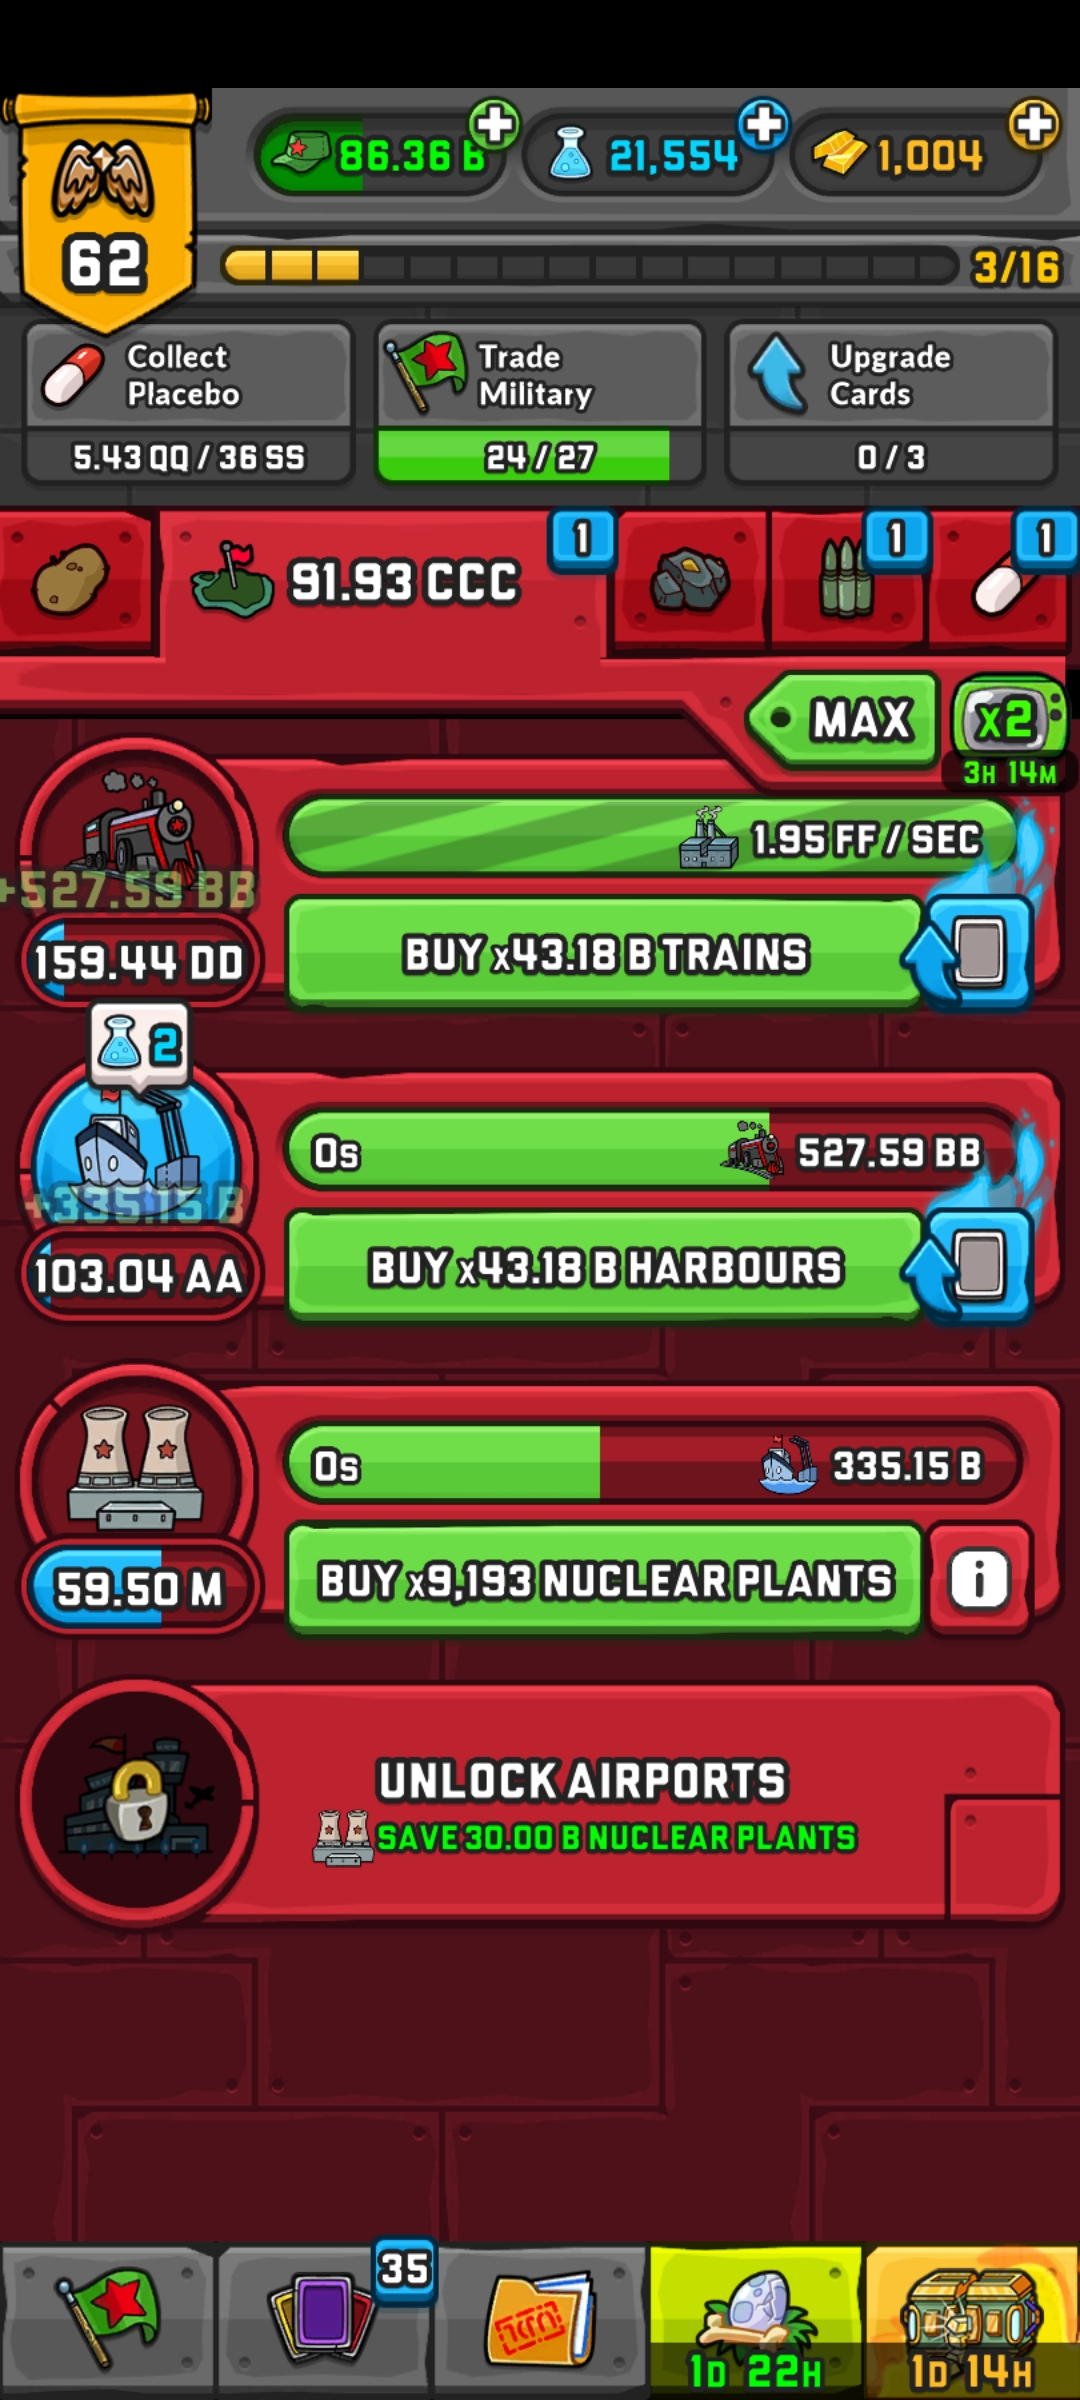 62
86.36 B
21,554
1,004
3/16
Collect
Placebo
5.43 QQ / 36 SS
Trade
Military
24 / 27
Upgrade
Cards
0 / 3
91.93 CCC
1
1
1
MAX
x2
3H 14M
1.95 FF / SEC
+527.59 BB
159.44 DD
BUY x43.18 B TRAINS
2
0s
527.59 BB
+335.15 B
103.04 AA
BUY x43.18 B HARBOURS
0s
335.15 B
59.50 M
BUY x9,193 NUCLEAR PLANTS
i
UNLOCK AIRPORTS
SAVE 30.00 B NUCLEAR PLANTS
35
1D 22H
1D 14H